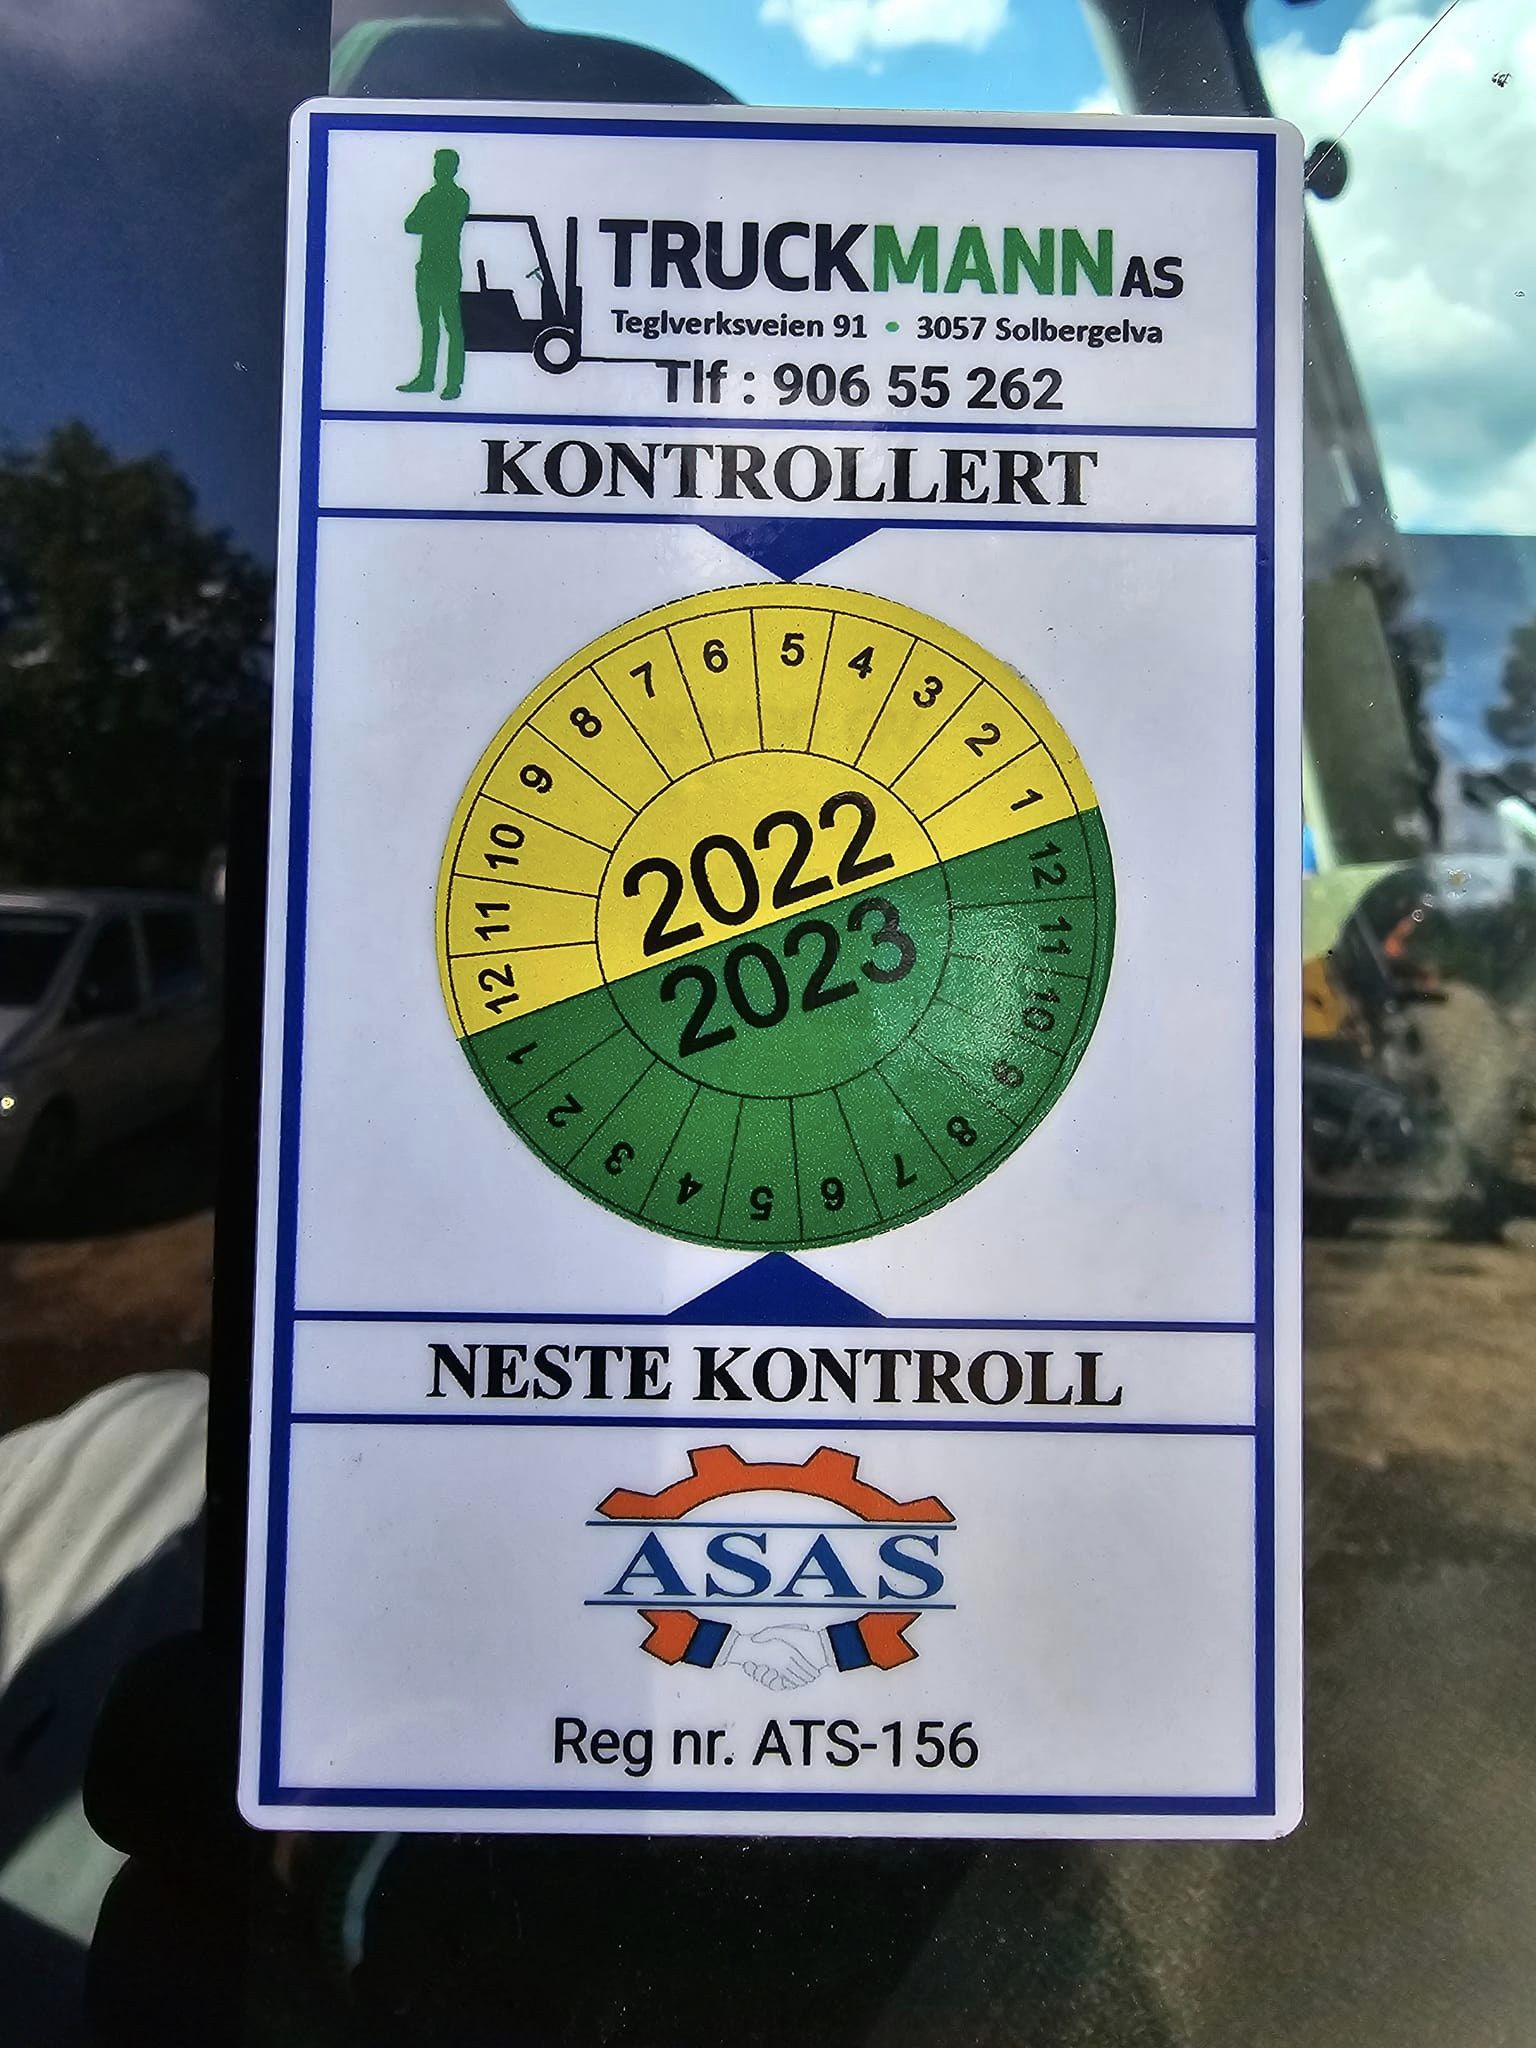 TRUCKMANN AS
Teglverksveien 91 • 3057 Solbergelva
Tlf : 906 55 262
KONTROLLERT
12 11 10 9 8 7 6 5 4 3 2 1
2022
2023
1 2 3 4 5 6 7 8 9 10 11 12
NESTE KONTROLL
ASAS
Reg nr. ATS-156